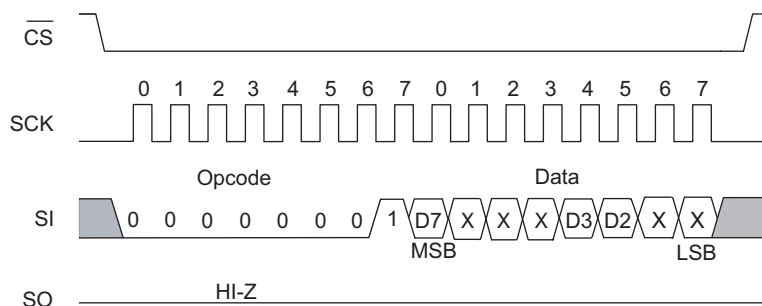 CS
0 1 2 3 4 5 6 7 0 1 2 3 4 5 6 7
SCK
Opcode Data
SI 0 0 0 0 0 0 0 1 D7 X X X D3 D2 X X
MSB LSB
HI-Z
SO